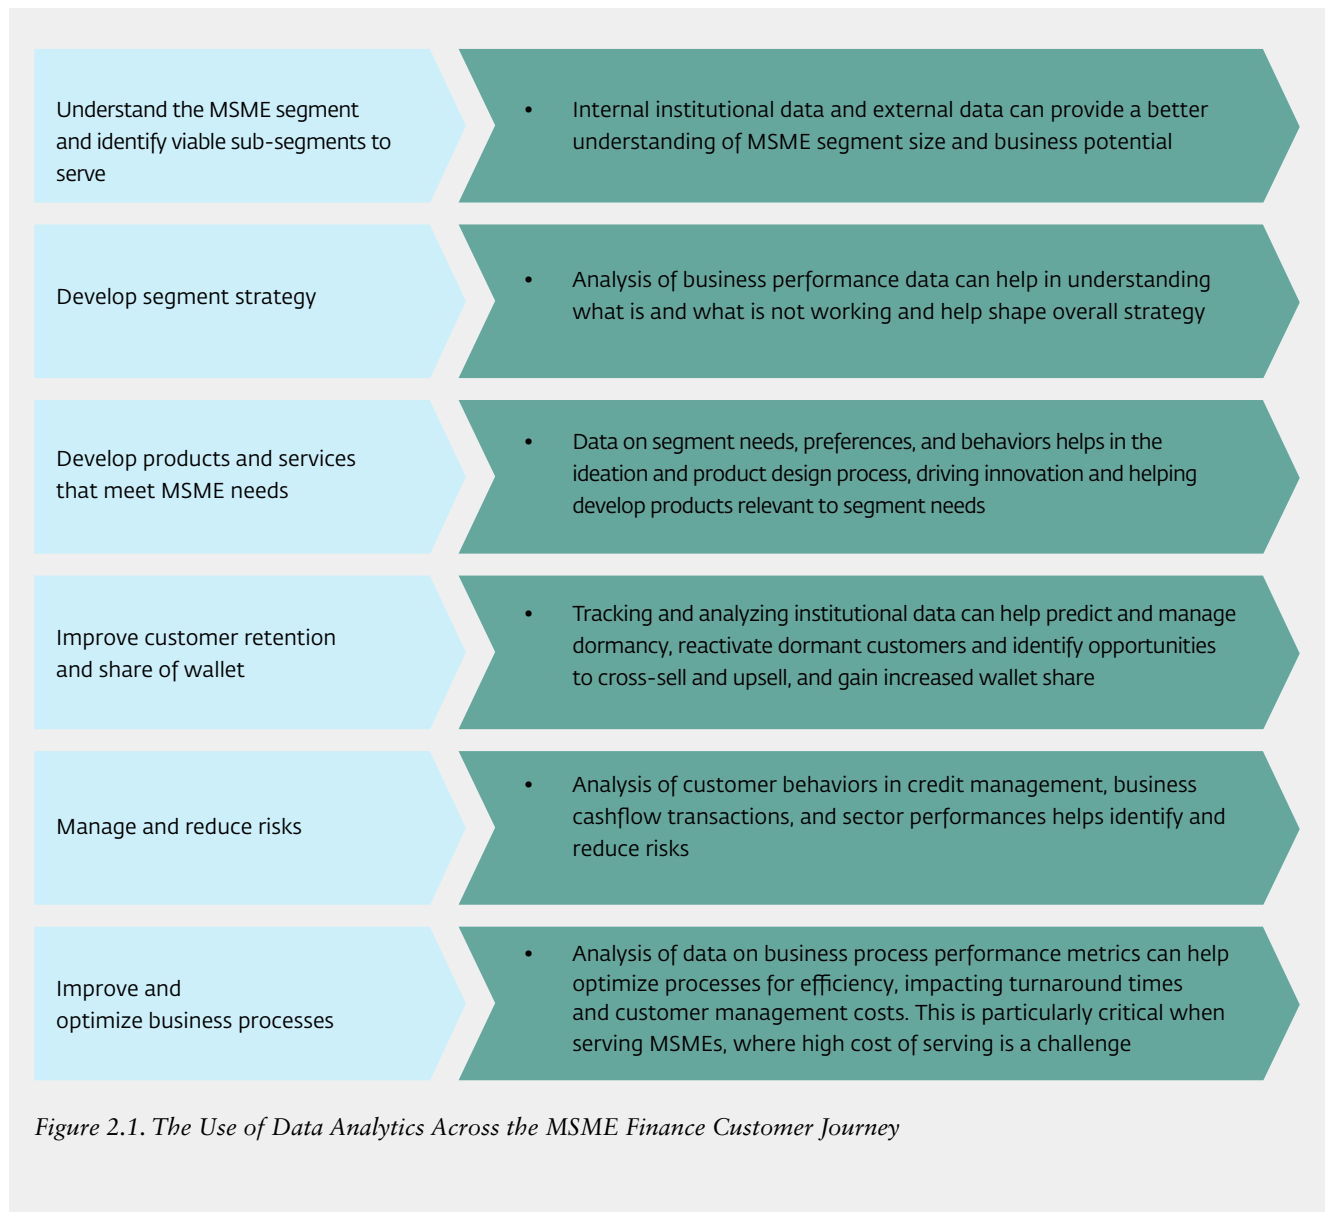 Understand the MSME segment
and identify viable sub-segments to
serve
• Internal institutional data and external data can provide a better
understanding of MSME segment size and business potential
Develop segment strategy
• Analysis of business performance data can help in understanding
what is and what is not working and help shape overall strategy
Develop products and services
that meet MSME needs
• Data on segment needs, preferences, and behaviors helps in the
ideation and product design process, driving innovation and helping
develop products relevant to segment needs
Improve customer retention
and share of wallet
• Tracking and analyzing institutional data can help predict and manage
dormancy, reactivate dormant customers and identify opportunities
to cross-sell and upsell, and gain increased wallet share
Manage and reduce risks
• Analysis of customer behaviors in credit management, business
cashflow transactions, and sector performances helps identify and
reduce risks
Improve and
optimize business processes
• Analysis of data on business process performance metrics can help
optimize processes for efficiency, impacting turnaround times
and customer management costs. This is particularly critical when
serving MSMEs, where high cost of serving is a challenge
Figure 2.1. The Use of Data Analytics Across the MSME Finance Customer Journey